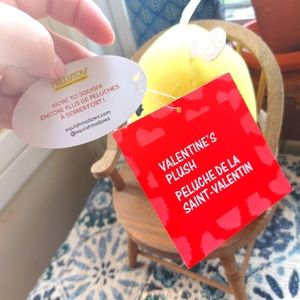 MORE TO SQUISH!
ENCORE PLUS DE PELUCHES
À SERRER FORT!
squishmallows.com
@squishmallows
VALENTINE'S
PLUSH
PELUCHE DE LA
SAINT-VALENTIN